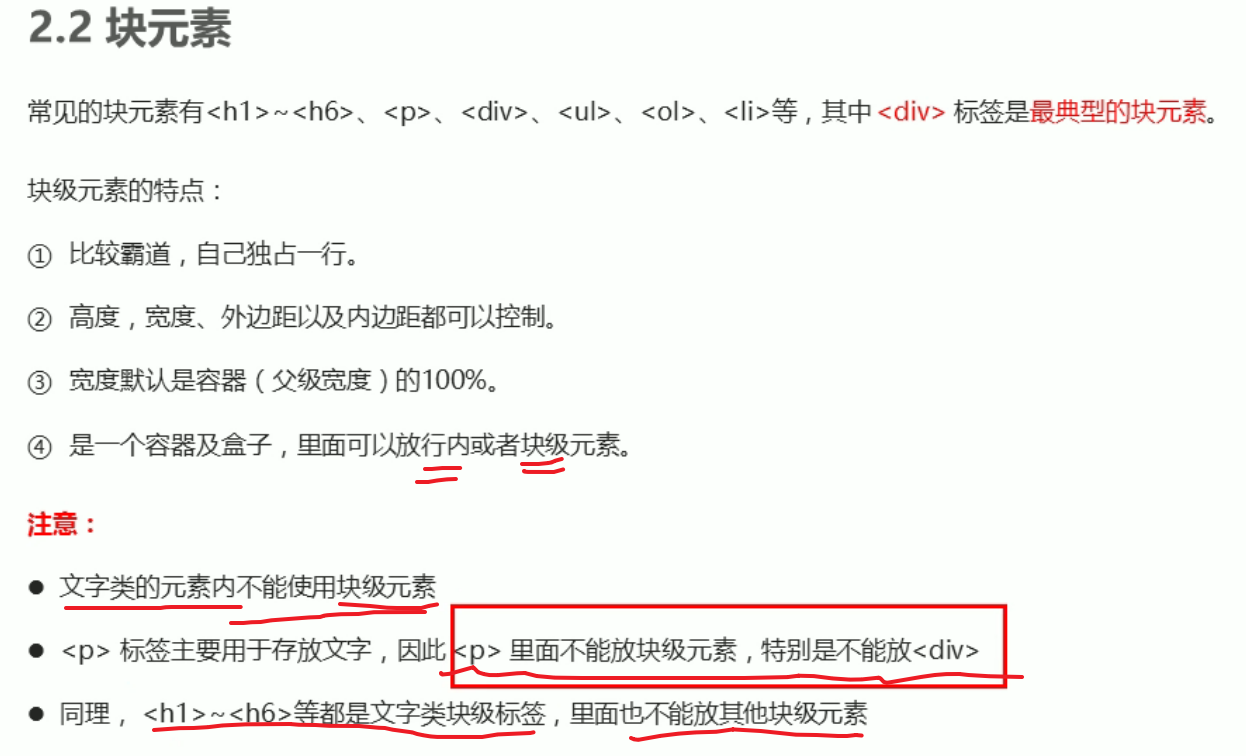 2.2 块元素
常见的块元素有<h1>~<h6>、<p>、<div>、<ul>、<ol>、<li>等，其中 <div> 标签是最典型的块元素。
块级元素的特点：
① 比较霸道，自己独占一行。
② 高度，宽度、外边距以及内边距都可以控制。
③ 宽度默认是容器（父级宽度）的100%。
④ 是一个容器及盒子，里面可以放行内或者块级元素。
注意：
● 文字类的元素内不能使用块级元素
● <p> 标签主要用于存放文字，因此 <p> 里面不能放块级元素，特别是不能放<div>
● 同理， <h1>~<h6>等都是文字类块级标签，里面也不能放其他块级元素